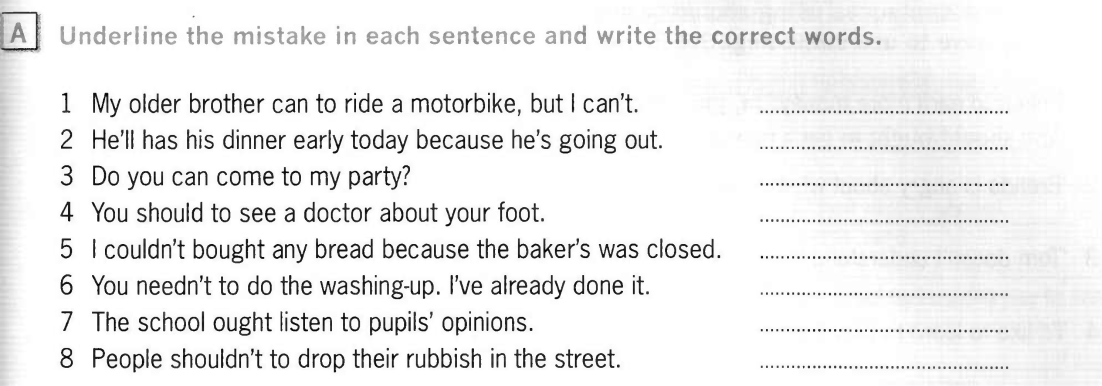 A Underline the mistake in each sentence and write the correct words.
1 My older brother can to ride a motorbike, but I can't.
2 He'll has his dinner early today because he's going out.
3 Do you can come to my party?
4 You should to see a doctor about your foot.
5 I couldn't bought any bread because the baker's was closed.
6 You needn't to do the washing-up. I've already done it.
7 The school ought listen to pupils' opinions.
8 People shouldn't to drop their rubbish in the street.